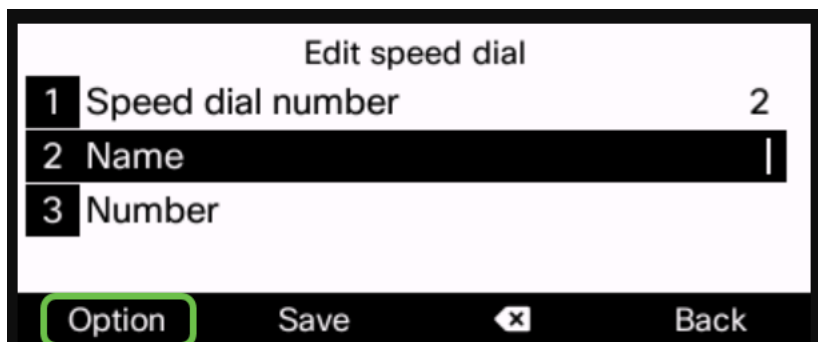 Edit speed dial
1 Speed dial number 2
2 Name
3 Number
Option Save Back